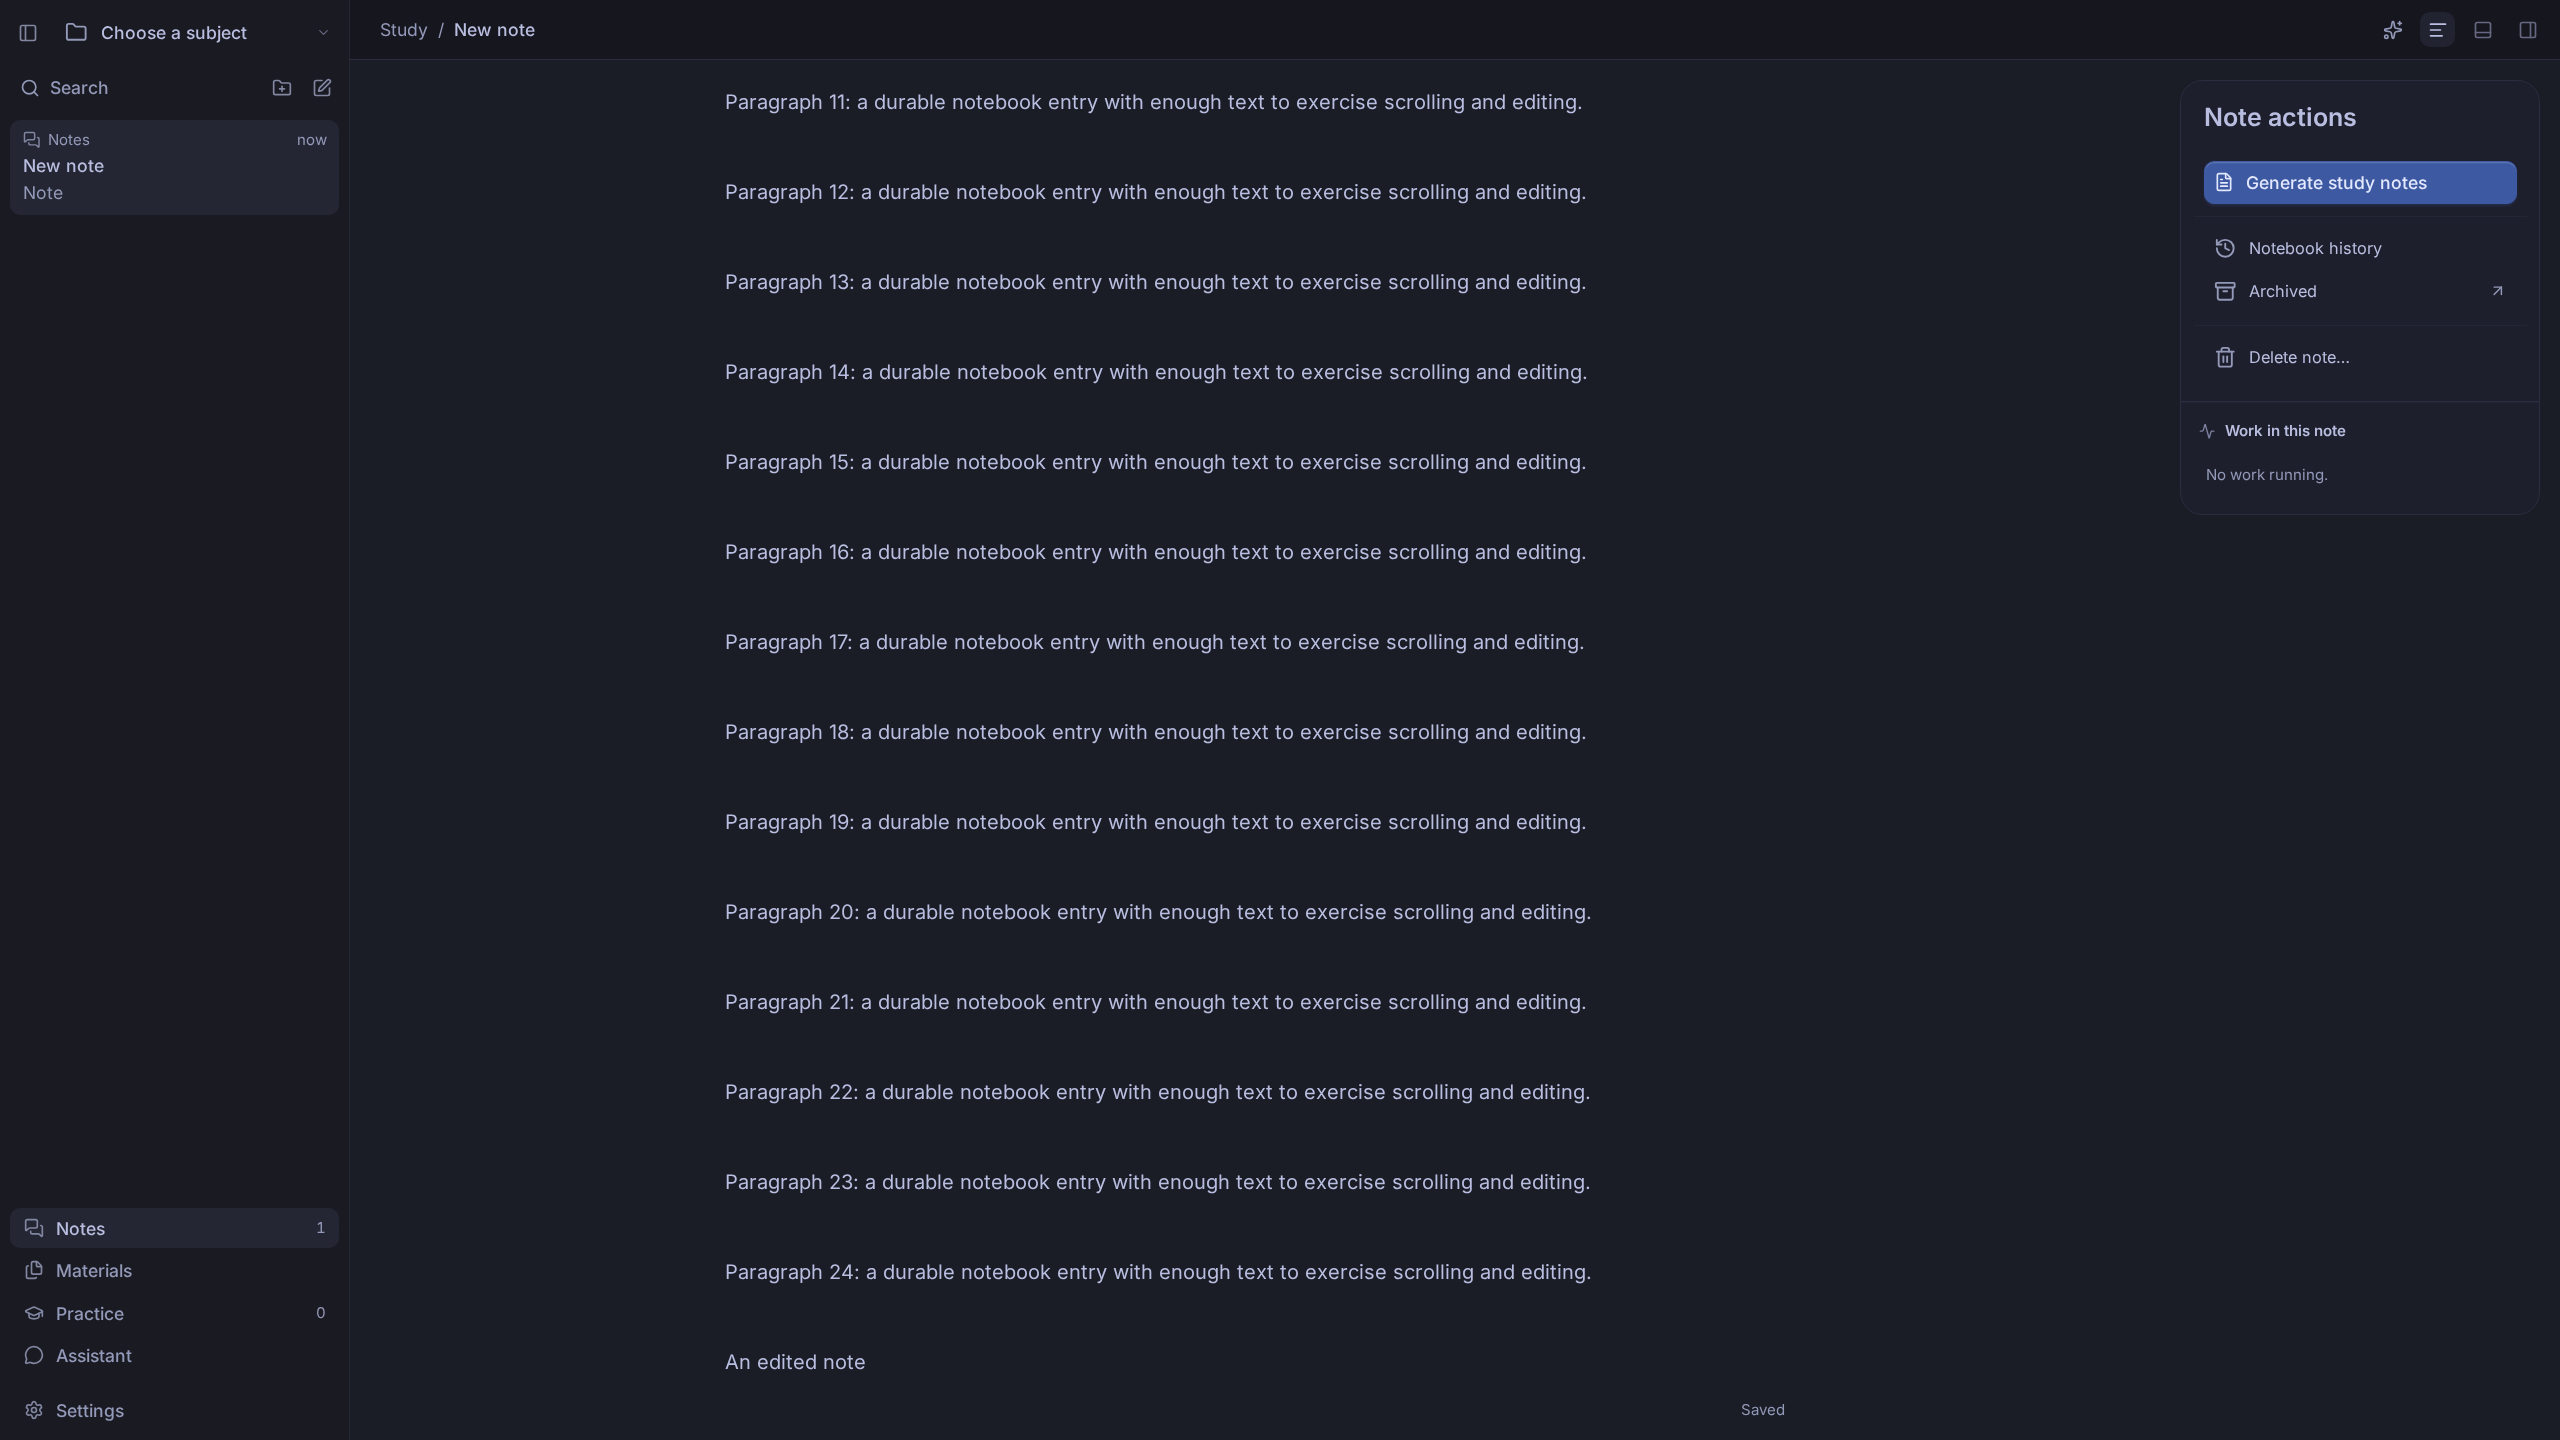 Choose a subject
Search
Notes now
New note
Note
Notes 1
Materials
Practice 0
Assistant
Settings
Study / New note
Paragraph 11: a durable notebook entry with enough text to exercise scrolling and editing.
Paragraph 12: a durable notebook entry with enough text to exercise scrolling and editing.
Paragraph 13: a durable notebook entry with enough text to exercise scrolling and editing.
Paragraph 14: a durable notebook entry with enough text to exercise scrolling and editing.
Paragraph 15: a durable notebook entry with enough text to exercise scrolling and editing.
Paragraph 16: a durable notebook entry with enough text to exercise scrolling and editing.
Paragraph 17: a durable notebook entry with enough text to exercise scrolling and editing.
Paragraph 18: a durable notebook entry with enough text to exercise scrolling and editing.
Paragraph 19: a durable notebook entry with enough text to exercise scrolling and editing.
Paragraph 20: a durable notebook entry with enough text to exercise scrolling and editing.
Paragraph 21: a durable notebook entry with enough text to exercise scrolling and editing.
Paragraph 22: a durable notebook entry with enough text to exercise scrolling and editing.
Paragraph 23: a durable notebook entry with enough text to exercise scrolling and editing.
Paragraph 24: a durable notebook entry with enough text to exercise scrolling and editing.
An edited note
Saved
Note actions
Generate study notes
Notebook history
Archived
Delete note...
Work in this note
No work running.